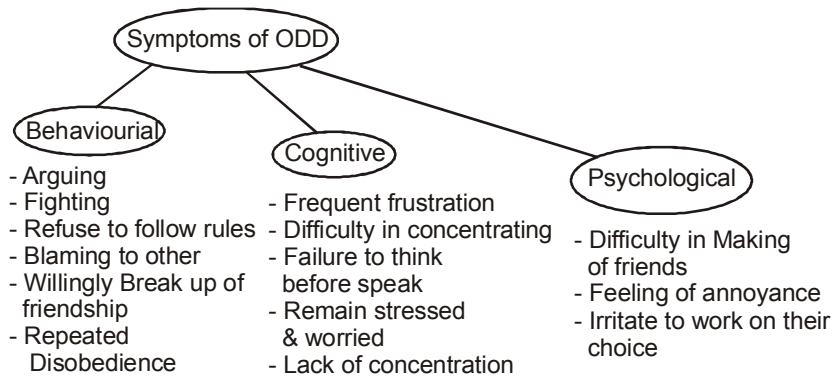 Symptoms of ODD
Behaviourial
- Arguing
- Fighting
- Refuse to follow rules
- Blaming to other
- Willingly Break up of
friendship
- Repeated
Disobedience
Cognitive
- Frequent frustration
- Difficulty in concentrating
- Failure to think
before speak
- Remain stressed
& worried
- Lack of concentration
Psychological
- Difficulty in Making
of friends
- Feeling of annoyance
- Irritate to work on their
choice